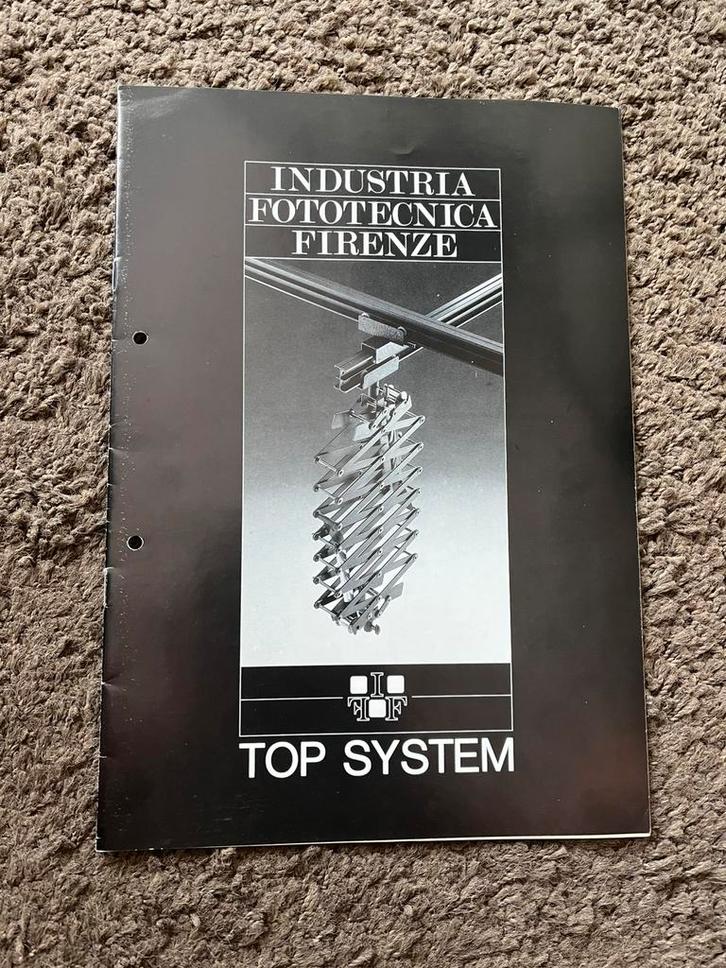 INDUSTRIA
FOTOTECNICA
FIRENZE
I
F F
TOP SYSTEM